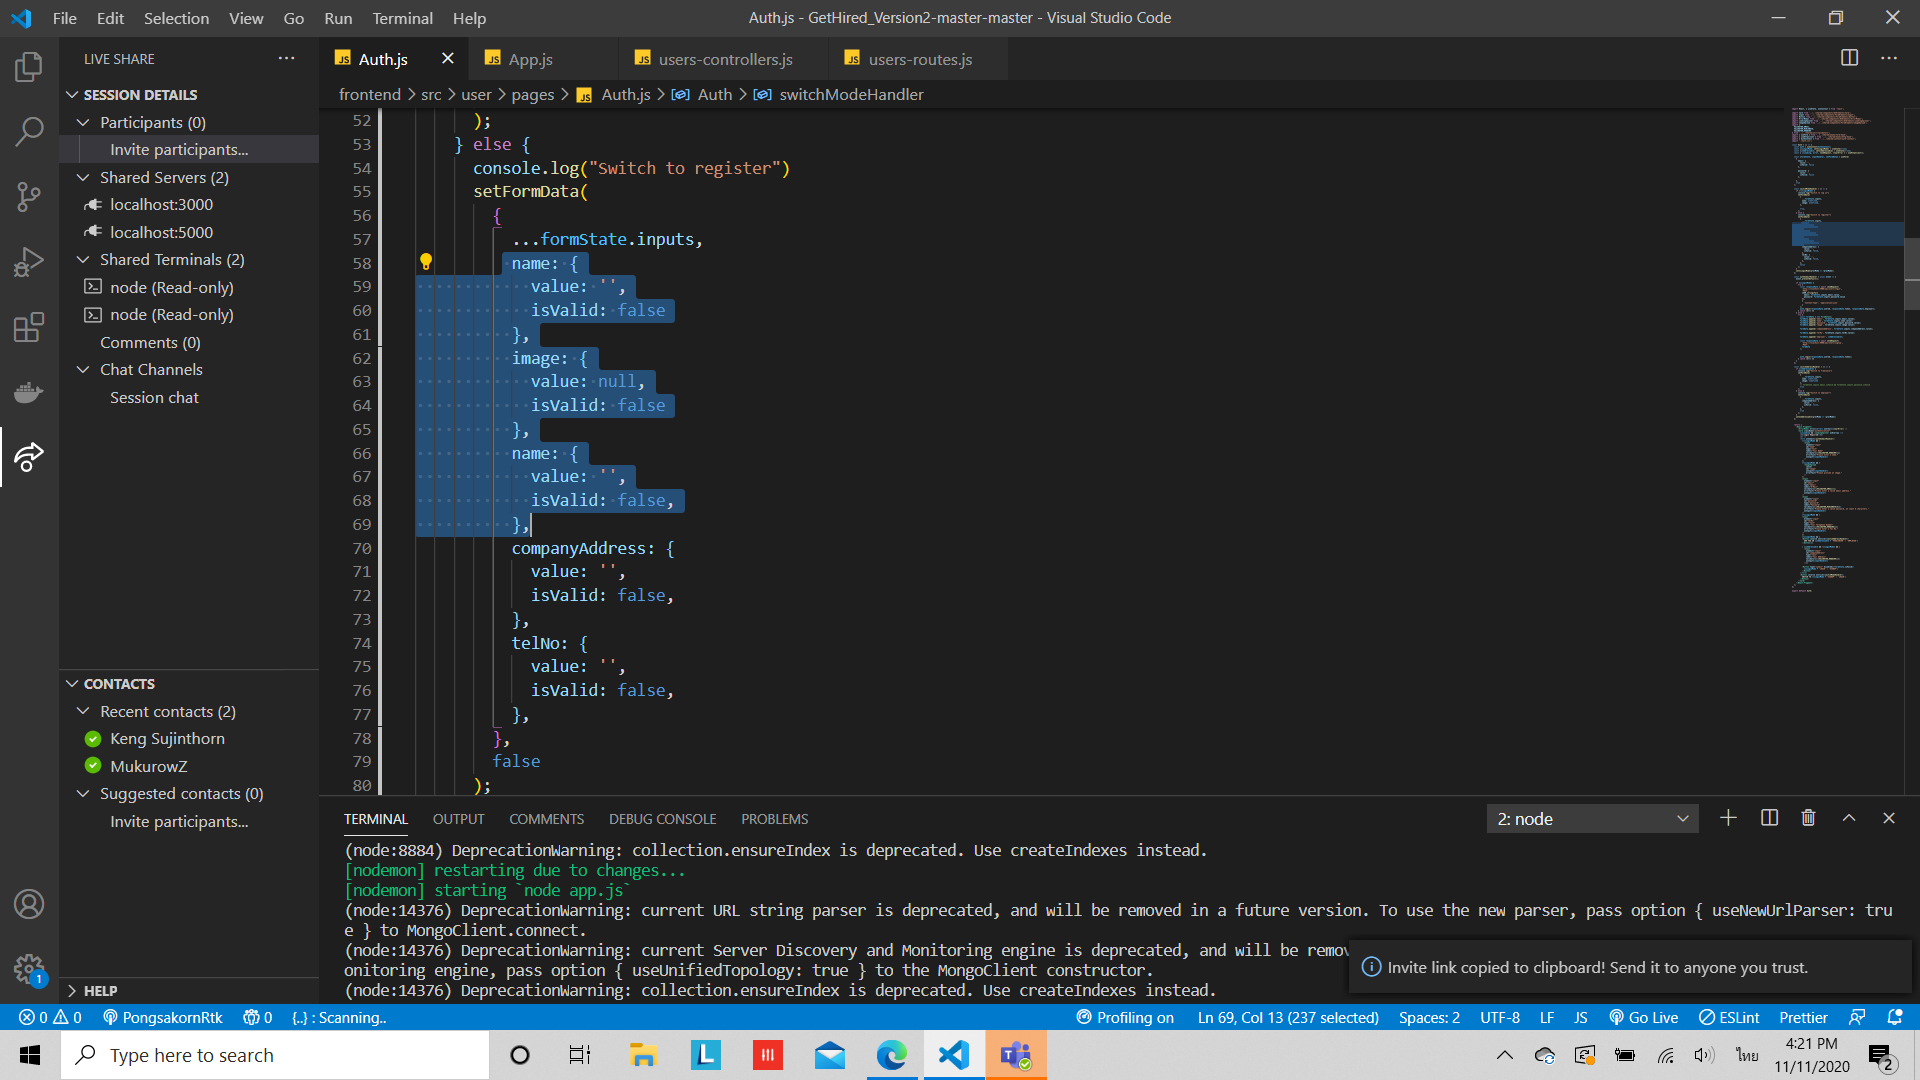 File Edit Selection View Go Run Terminal Help
Auth.js - GetHired_Version2-master-master - Visual Studio Code
LIVE SHARE
SESSION DETAILS
Participants (0)
Invite participants...
Shared Servers (2)
localhost:3000
localhost:5000
Shared Terminals (2)
node (Read-only)
node (Read-only)
Comments (0)
Chat Channels
Session chat
CONTACTS
Recent contacts (2)
Keng Sujinthorn
MukurowZ
Suggested contacts (0)
Invite participants...
HELP
JS Auth.js
JS App.js
JS users-controllers.js
JS users-routes.js
frontend > src > user > pages > JS Auth.js > Auth > switchModeHandler
52 );
53 } else {
54 console.log("Switch to register")
55 setFormData(
56 {
57 ...formState.inputs,
58 name: {
59 value: '',
60 isValid: false
61 },
62 image: {
63 value: null,
64 isValid: false
65 },
66 name: {
67 value: '',
68 isValid: false,
69 },
70 companyAddress: {
71 value: '',
72 isValid: false,
73 },
74 telNo: {
75 value: '',
76 isValid: false,
77 },
78 },
79 false
80 );
TERMINAL OUTPUT COMMENTS DEBUG CONSOLE PROBLEMS
2: node
(node:8884) DeprecationWarning: collection.ensureIndex is deprecated. Use createIndexes instead.
[nodemon] restarting due to changes...
[nodemon] starting `node app.js`
(node:14376) DeprecationWarning: current URL string parser is deprecated, and will be removed in a future version. To use the new parser, pass option { useNewUrlParser: tru
e } to MongoClient.connect.
(node:14376) DeprecationWarning: current Server Discovery and Monitoring engine is deprecated, and will be remov
onitoring engine, pass option { useUnifiedTopology: true } to the MongoClient constructor.
(node:14376) DeprecationWarning: collection.ensureIndex is deprecated. Use createIndexes instead.
Invite link copied to clipboard! Send it to anyone you trust.
1
0 0 PongsakornRtk 0 {..} : Scanning..
Profiling on Ln 69, Col 13 (237 selected) Spaces: 2 UTF-8 LF JS Go Live ESLint Prettier
Type here to search
L
T
ไทย
4:21 PM
11/11/2020
2